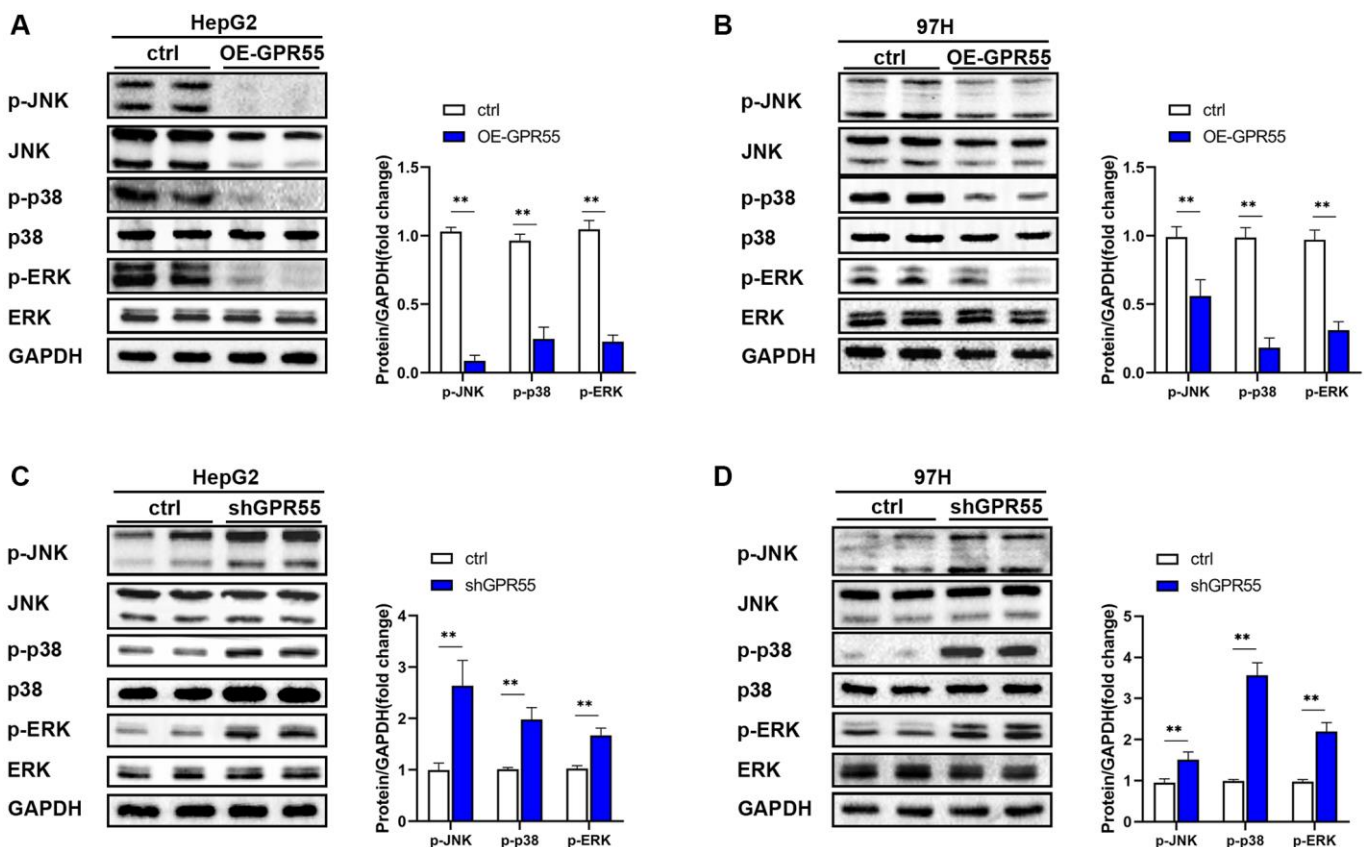 A
HepG2
ctrl OE-GPR55
p-JNK
JNK
p-p38
p38
p-ERK
ERK
GAPDH
ctrl
OE-GPR55
Protein/GAPDH(fold change)
1.5
1.0
0.5
0.0
** ** **
p-JNK p-p38 p-ERK
B
97H
ctrl OE-GPR55
p-JNK
JNK
p-p38
p38
p-ERK
ERK
GAPDH
ctrl
OE-GPR55
Protein/GAPDH(fold change)
1.5
1.0
0.5
0.0
** ** **
p-JNK p-p38 p-ERK
C
HepG2
ctrl shGPR55
p-JNK
JNK
p-p38
p38
p-ERK
ERK
GAPDH
ctrl
shGPR55
Protein/GAPDH(fold change)
4
3
2
1
0
** ** **
p-JNK p-p38 p-ERK
D
97H
ctrl shGPR55
p-JNK
JNK
p-p38
p38
p-ERK
ERK
GAPDH
ctrl
shGPR55
Protein/GAPDH(fold change)
5
4
3
2
1
0
** ** **
p-JNK p-p38 p-ERK